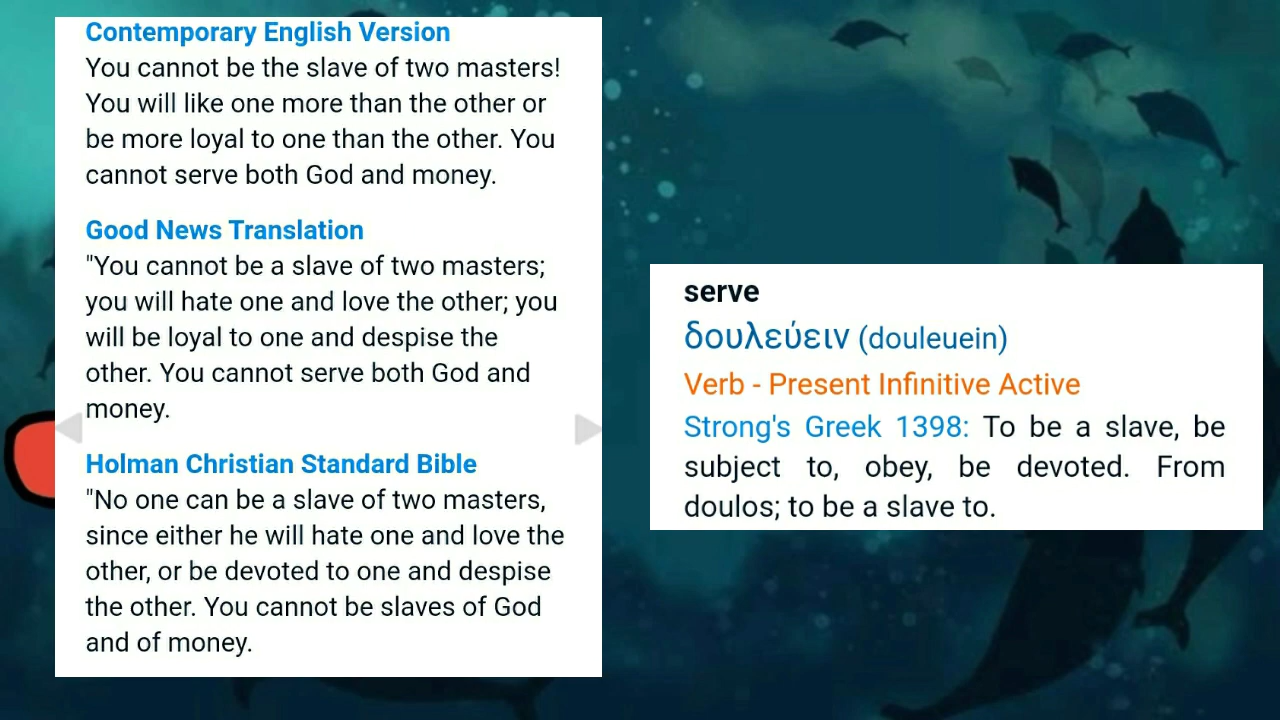 Contemporary English Version
You cannot be the slave of two masters!
You will like one more than the other or
be more loyal to one than the other. You
cannot serve both God and money.
Good News Translation
"You cannot be a slave of two masters;
you will hate one and love the other; you
will be loyal to one and despise the
other. You cannot serve both God and
money.
Holman Christian Standard Bible
"No one can be a slave of two masters,
since either he will hate one and love the
other, or be devoted to one and despise
the other. You cannot be slaves of God
and of money.
serve
δουλεύειν (douleuein)
Verb - Present Infinitive Active
Strong's Greek 1398: To be a slave, be
subject to, obey, be devoted. From
doulos; to be a slave to.